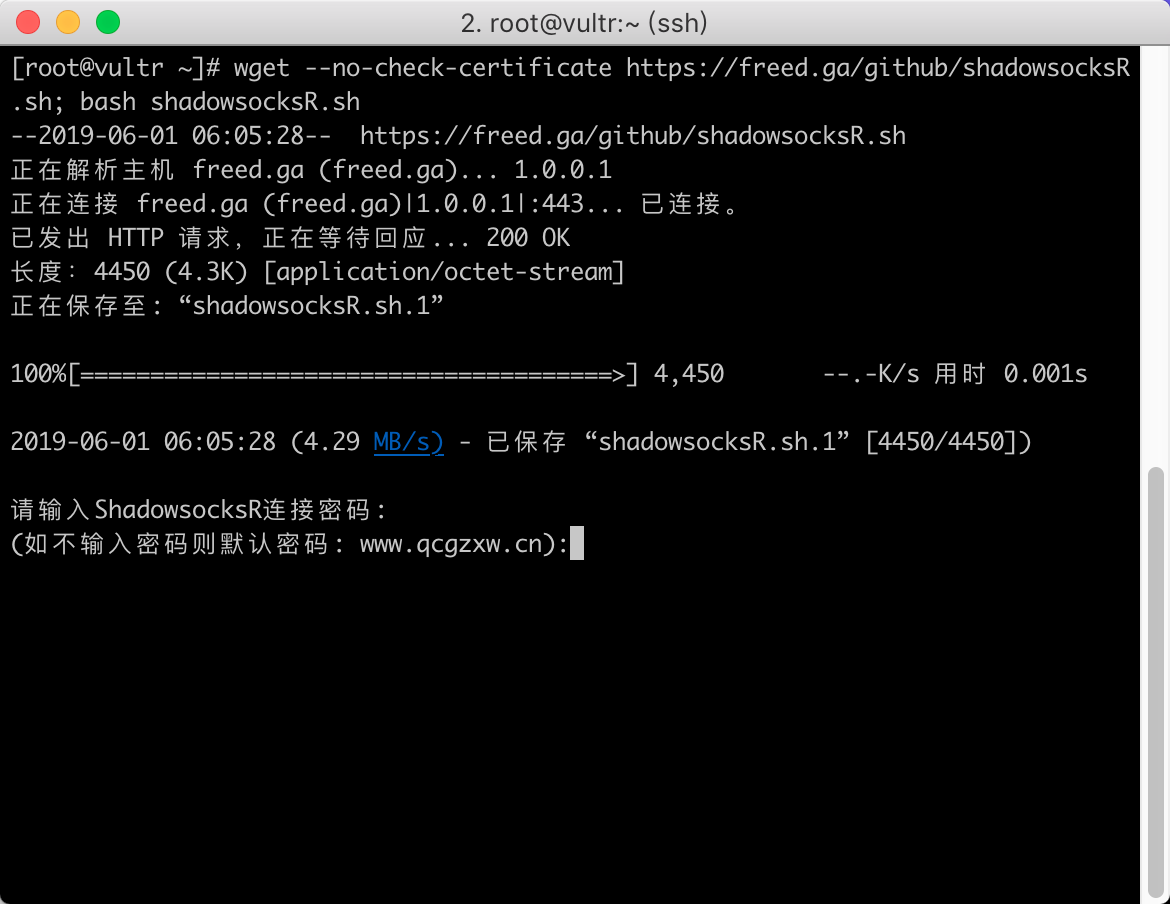 2. root@vultr:~ (ssh)
[root@vultr ~]# wget --no-check-certificate https://freed.ga/github/shadowsocksR
.sh; bash shadowsocksR.sh
--2019-06-01 06:05:28--  https://freed.ga/github/shadowsocksR.sh
正在解析主机 freed.ga (freed.ga)... 1.0.0.1
正在连接 freed.ga (freed.ga)|1.0.0.1|:443... 已连接。
已发出 HTTP 请求，正在等待回应... 200 OK
长度：4450 (4.3K) [application/octet-stream]
正在保存至: “shadowsocksR.sh.1”
100%[======================================>] 4,450       --.-K/s 用时 0.001s
2019-06-01 06:05:28 (4.29 MB/s) - 已保存 “shadowsocksR.sh.1” [4450/4450])
请输入ShadowsocksR连接密码：
(如不输入密码则默认密码：www.qcgzxw.cn):